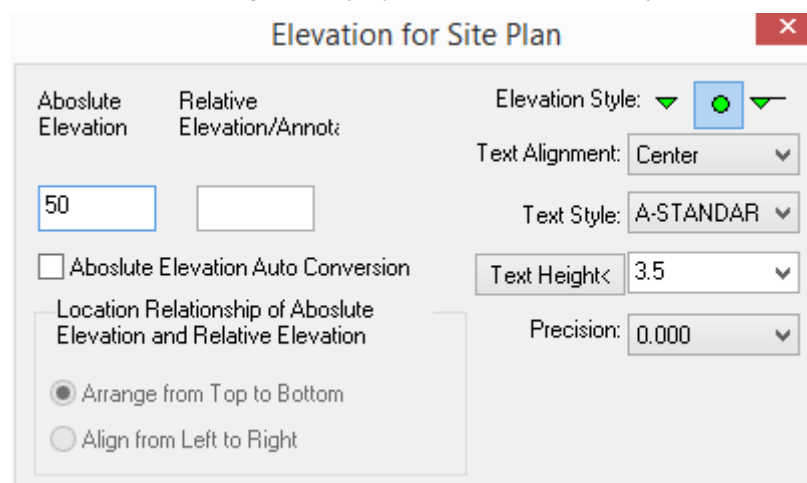 Elevation for Site Plan
Aboslute Elevation
Relative Elevation/Annota
50
Aboslute Elevation Auto Conversion
Location Relationship of Aboslute
Elevation and Relative Elevation
Arrange from Top to Bottom
Align from Left to Right
Elevation Style:
Text Alignment: Center
Text Style: A-STANDAR
Text Height< 3.5
Precision: 0.000